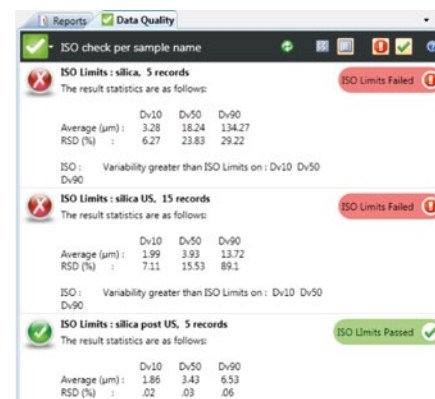 Reports Data Quality
ISO check per sample name
ISO Limits : silica, 5 records
ISO Limits Failed
The result statistics are as follows:
Dv10 Dv50 Dv90
Average (µm) : 3.28 18.24 134.27
RSD (%) : 6.27 23.83 29.22
ISO : Variability greater than ISO Limits on : Dv10 Dv50
Dv90
ISO Limits : silica US, 15 records
ISO Limits Failed
The result statistics are as follows:
Dv10 Dv50 Dv90
Average (µm) : 1.99 3.93 13.72
RSD (%) : 7.11 15.53 89.1
ISO : Variability greater than ISO Limits on : Dv10 Dv50
Dv90
ISO Limits : silica post US, 5 records
ISO LImits Passed
The result statistics are as follows:
Dv10 Dv50 Dv90
Average (µm) : 1.86 3.43 6.53
RSD (%) : .02 .03 .06